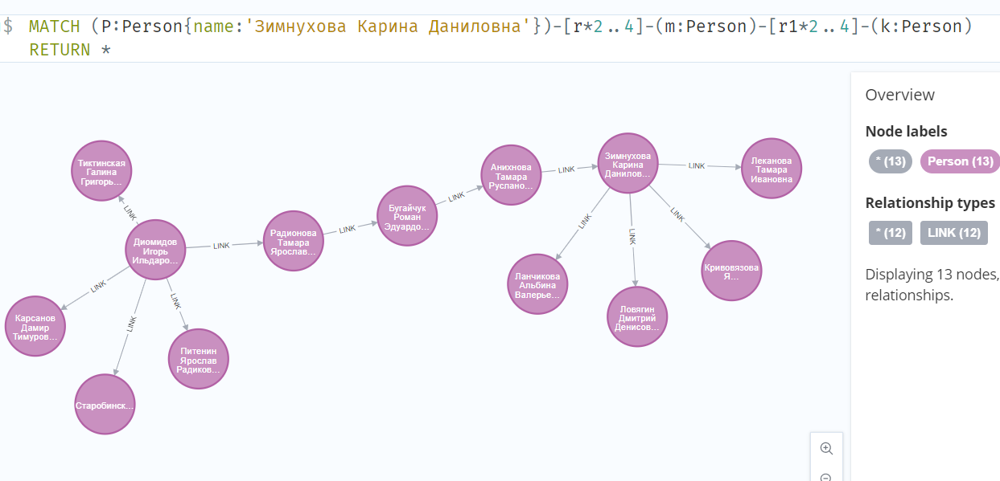 $ MATCH (P:Person{name:'Зимнухова Карина Даниловна'})-[r*2..4]-(m:Person)-[r1*2..4]-(k:Person)
RETURN *
Overview
Node labels
* (13) Person (13)
Relationship types
* (12) LINK (12)
Displaying 13 nodes,
relationships.
Тиктинская
Галина
Григорь...
LINK
Диомидов
Игорь
Ильдаро...
LINK
Карсанов
Дамир
Тимуров...
LINK
Старобинск...
LINK
Питенин
Ярослав
Радиков...
LINK
Радионова
Тамара
Ярослав...
LINK
Бугайчук
Роман
Эдуардо...
LINK
Анихнова
Тамара
Руслано...
LINK
Зимнухова
Карина
Данилов...
LINK
Леканова
Тамара
Ивановна
LINK
Ланчикова
Альбина
Валерье...
LINK
Ловягин
Дмитрий
Денисов...
LINK
Кривовязова
Я...